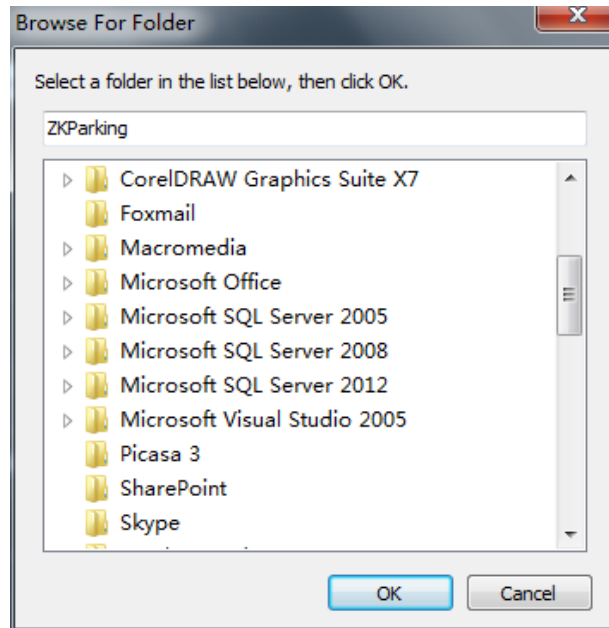 Browse For Folder
Select a folder in the list below, then click OK.
ZKParking
CorelDRAW Graphics Suite X7
Foxmail
Macromedia
Microsoft Office
Microsoft SQL Server 2005
Microsoft SQL Server 2008
Microsoft SQL Server 2012
Microsoft Visual Studio 2005
Picasa 3
SharePoint
Skype
OK
Cancel